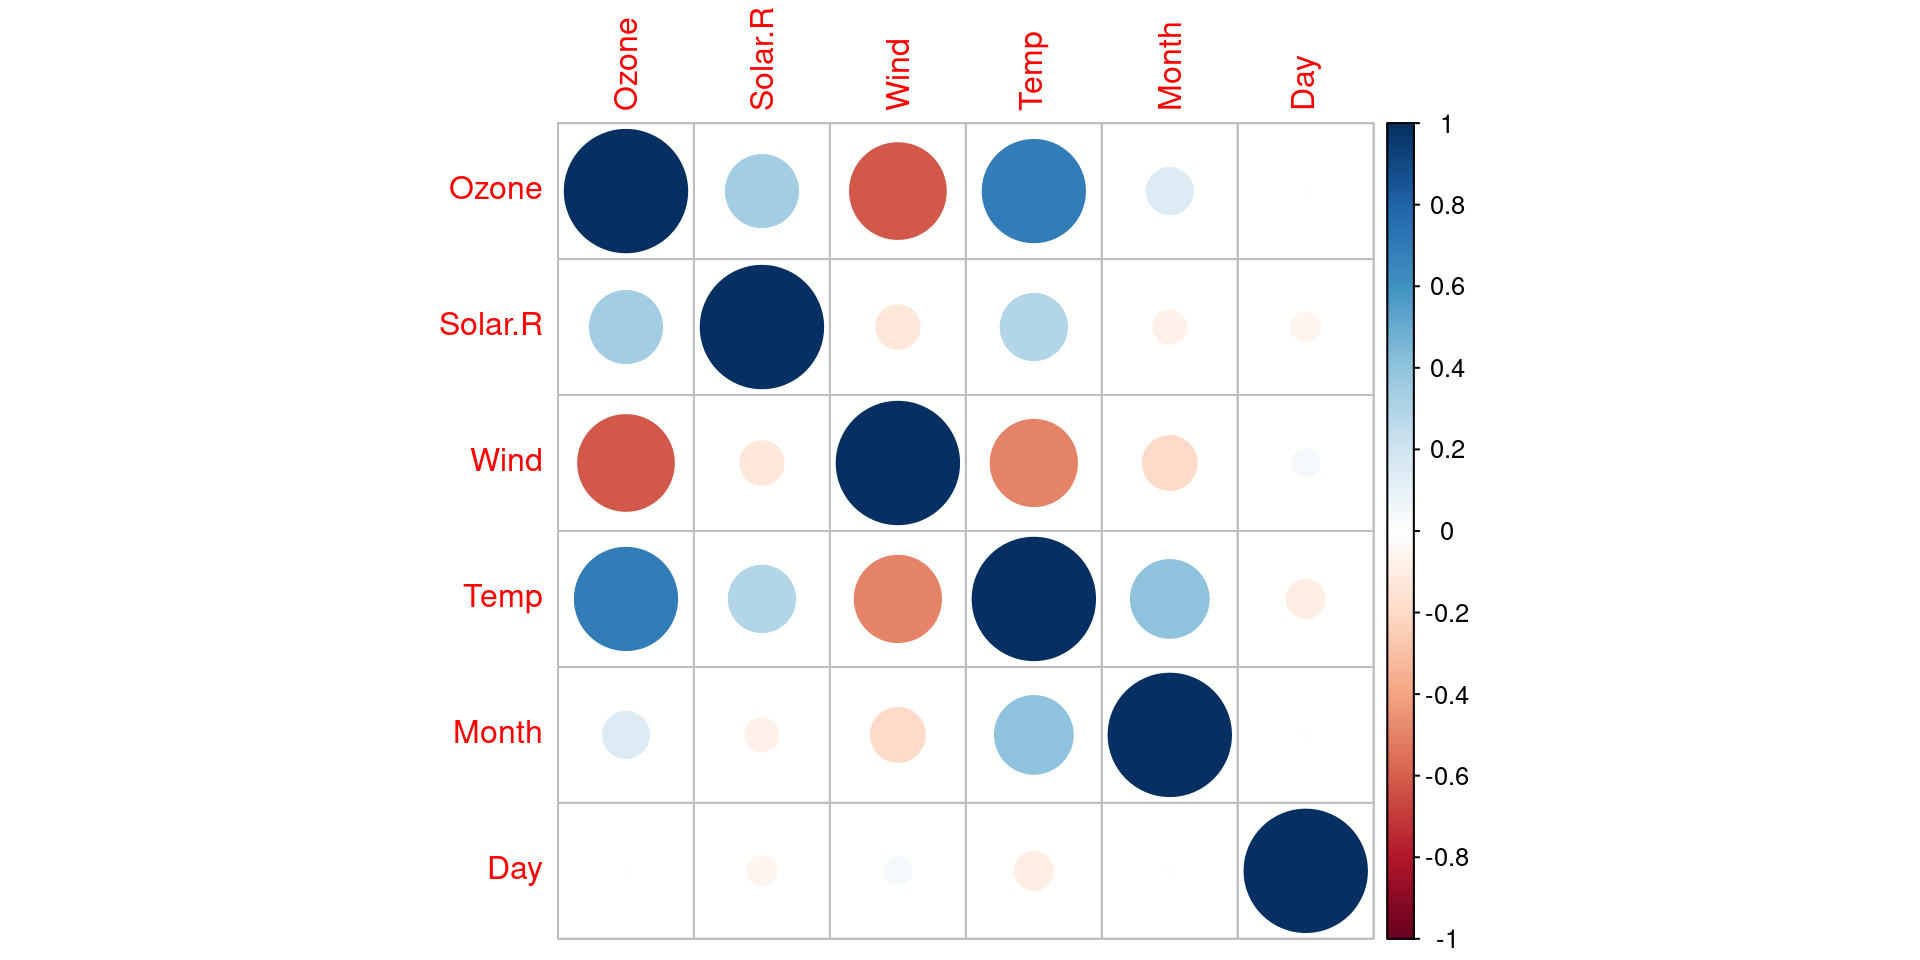 Ozone
Solar.R
Wind
Temp
Month
Day
Ozone
Solar.R
Wind
Temp
Month
Day
1
0.8
0.6
0.4
0.2
0
-0.2
-0.4
-0.6
-0.8
-1